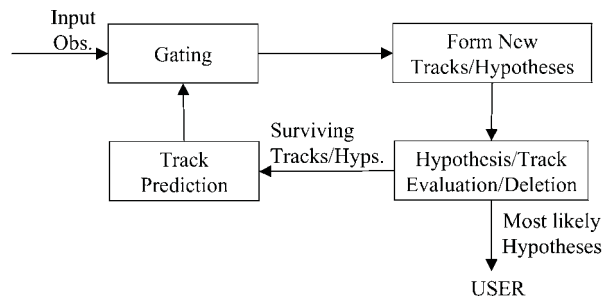 Input
Obs.
Gating
Form New
Tracks/Hypotheses
Surviving
Tracks/Hyps.
Track
Prediction
Hypothesis/Track
Evaluation/Deletion
Most likely
Hypotheses
USER